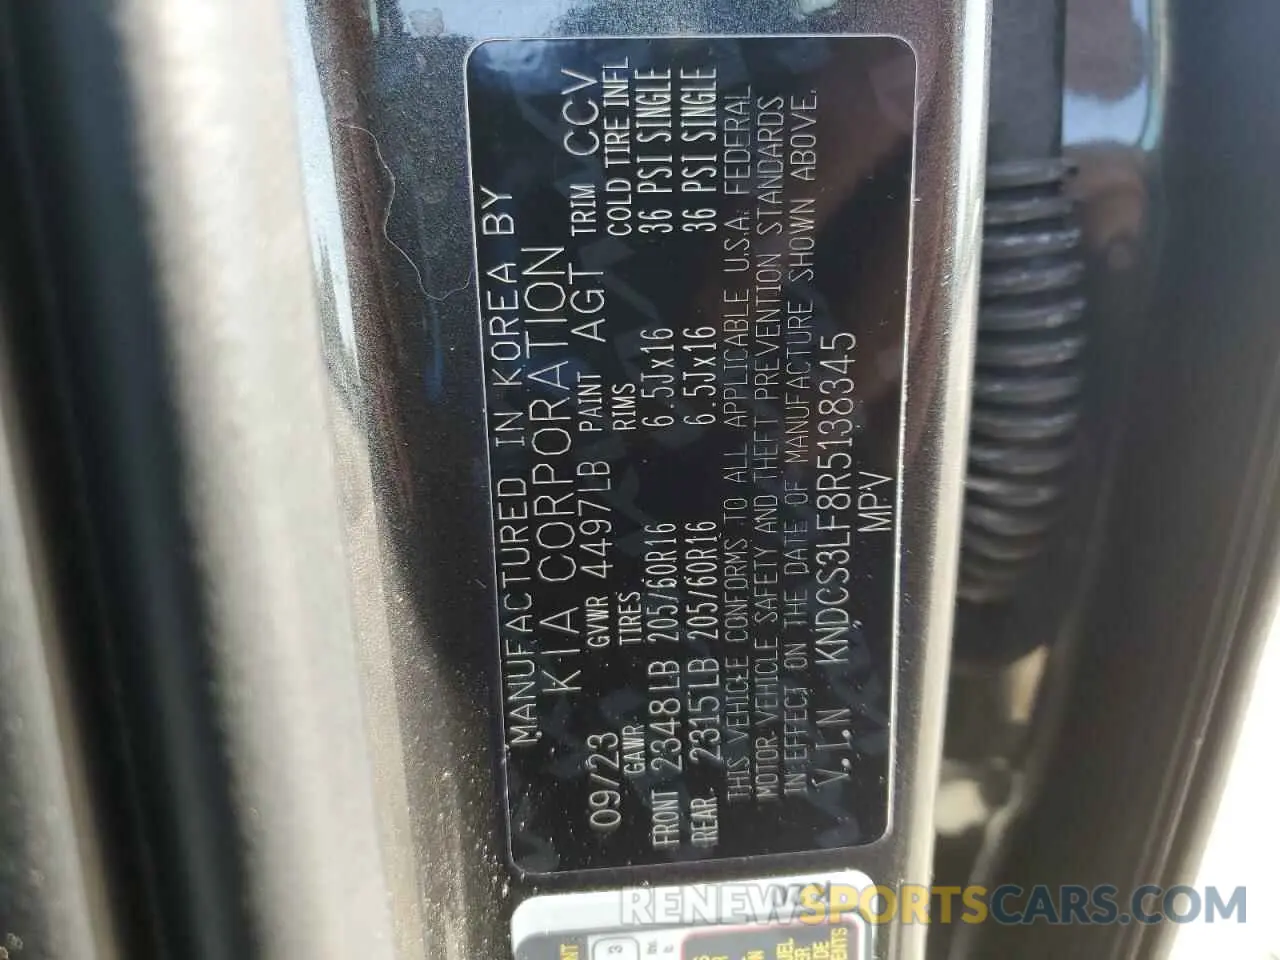 MANUFACTURED IN KOREA BY
KIA CORPORATION
09/23 GVWR 4497LB PAINT AGT TRIM CCV
GAWR TIRES RIMS COLD TIRE INFL
FRONT 2348LB 205/60R16 6.5Jx16 36 PSI SINGLE
REAR 2315LB 205/60R16 6.5Jx16 36 PSI SINGLE
THIS VEHICLE CONFORMS TO ALL APPLICABLE U.S.A. FEDERAL
MOTOR VEHICLE SAFETY AND THEFT PREVENTION STANDARDS
IN EFFECT ON THE DATE OF MANUFACTURE SHOWN ABOVE.
V.I.N KNDCS3LF8R5138345
MPV
RENEWSPORTSCARS.COM